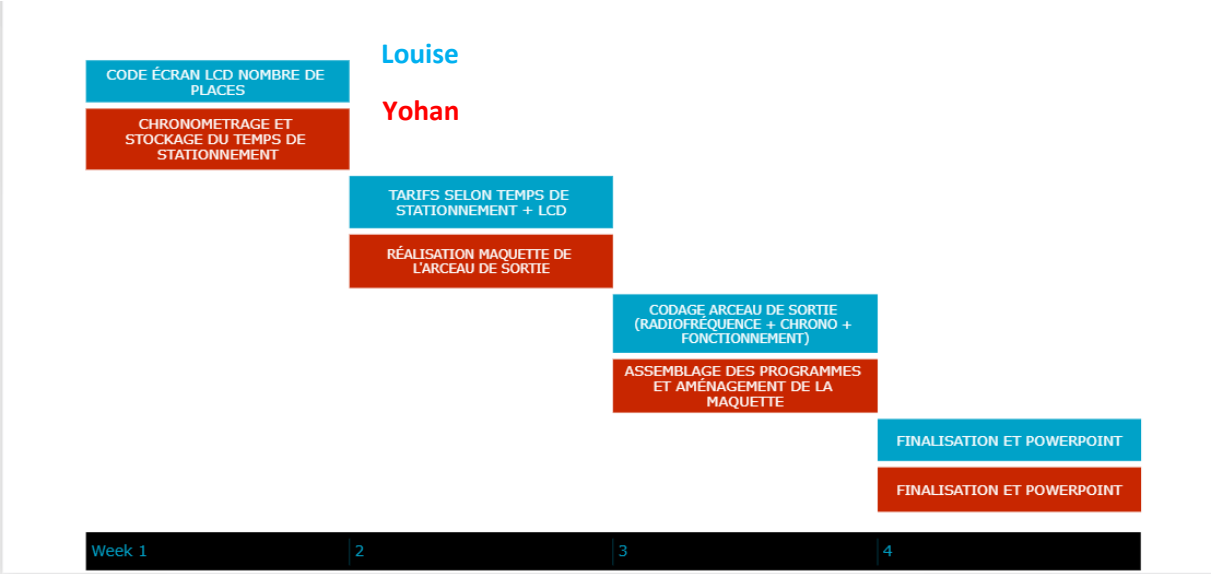 Louise
CODE ÉCRAN LCD NOMBRE DE
PLACES
Yohan
CHRONOMETRAGE ET
STOCKAGE DU TEMPS DE
STATIONNEMENT
TARIFS SELON TEMPS DE
STATIONNEMENT + LCD
RÉALISATION MAQUETTE DE
L'ARCEAU DE SORTIE
CODAGE ARCEAU DE SORTIE
(RADIOFRÉQUENCE + CHRONO +
FONCTIONNEMENT)
ASSEMBLAGE DES PROGRAMMES
ET AMÉNAGEMENT DE LA
MAQUETTE
FINALISATION ET POWERPOINT
FINALISATION ET POWERPOINT
Week 1 2 3 4